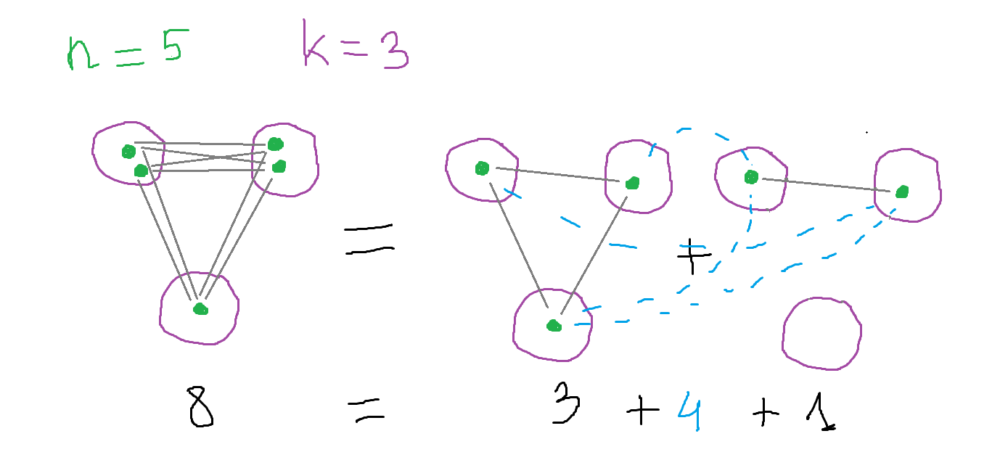 n = 5 k = 3
= +
8 = 3 + 4 + 1